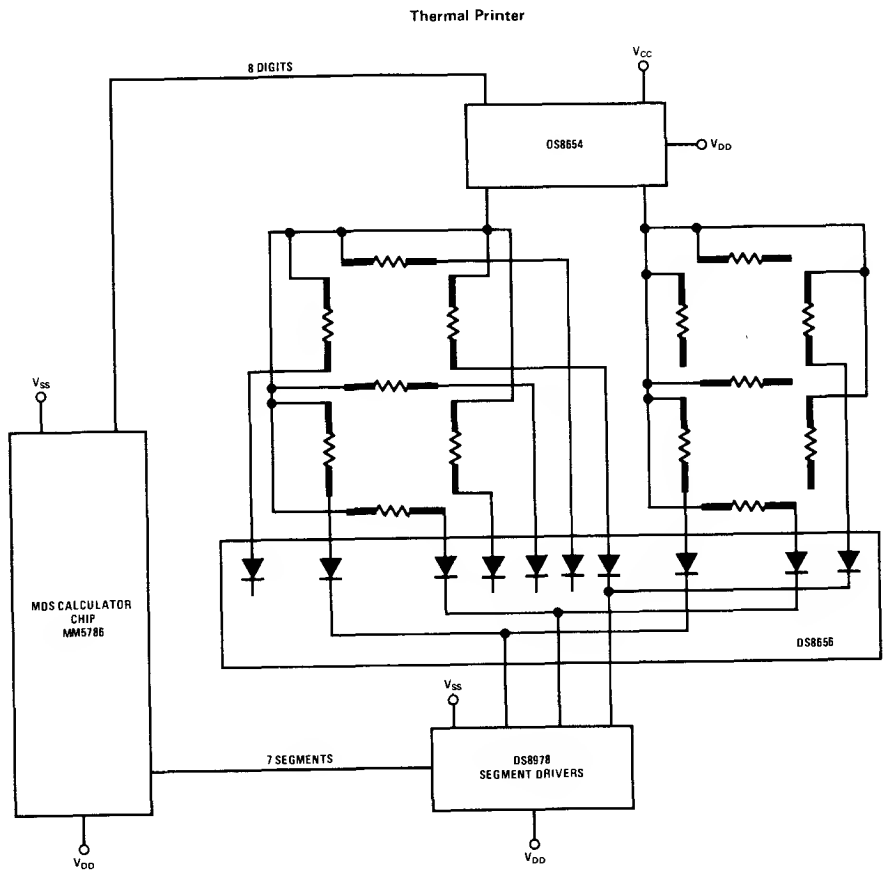 Thermal Printer
8 DIGITS
VCC
DS8654
VDD
VSS
MDS CALCULATOR
CHIP
MM5786
DS8656
VSS
7 SEGMENTS
DS8978
SEGMENT DRIVERS
VDD
VDD